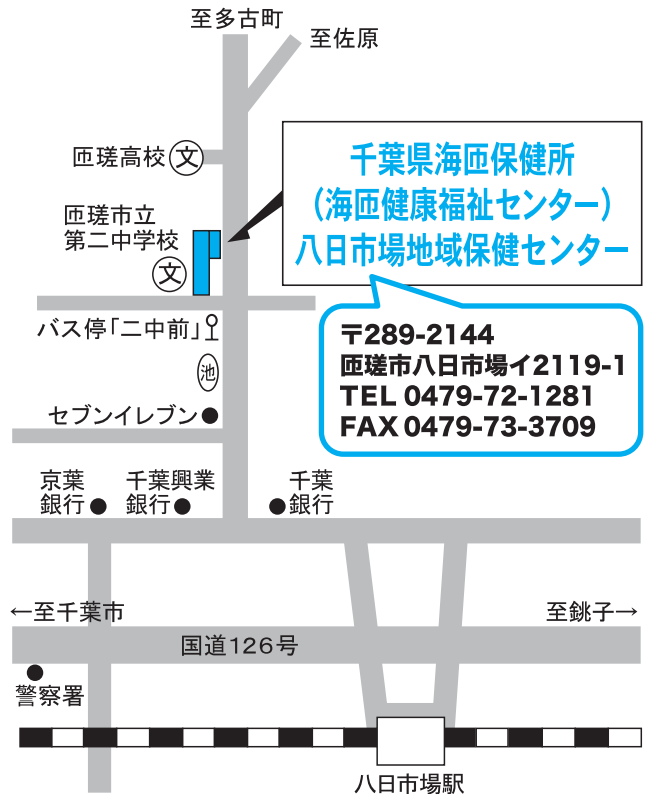 至多古町
至佐原
匝瑳高校
文
千葉県海匝保健所
（海匝健康福祉センター）
八日市場地域保健センター
匝瑳市立
第二中学校
文
バス停「二中前」
〒289-2144
匝瑳市八日市場イ2119-1
TEL 0479-72-1281
FAX 0479-73-3709
池
セブンイレブン
京葉
銀行
千葉興業
銀行
千葉
銀行
←至千葉市
至銚子→
国道126号
警察署
八日市場駅